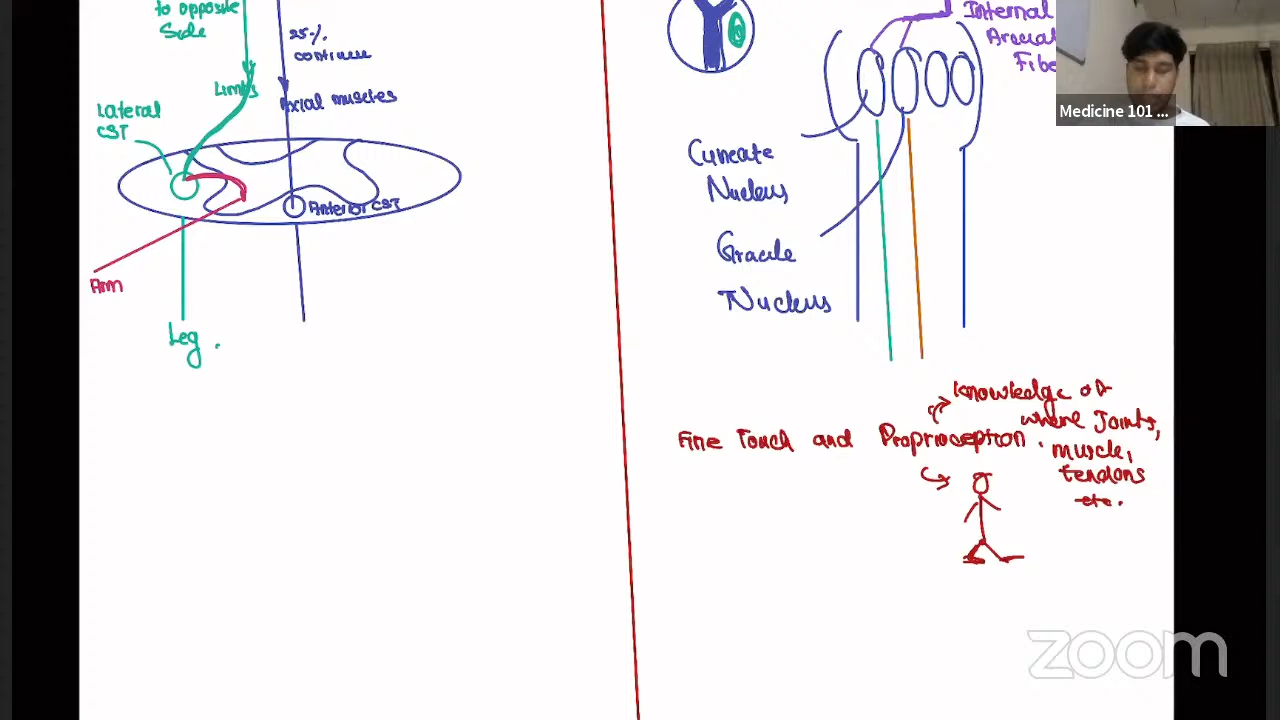 to opposite
Side
25%
continue
Limbs
Axial muscles
Lateral
CST
Anterior CST
Arm
Leg.
Internal
Arcuate
Fibe
Medicine 101 ...
Cuneate
Nucleus
Gracile
Nucleus
Knowledge of
where Joints,
muscle,
tendons
etc.
Fine Touch and Proprioception.
zoom